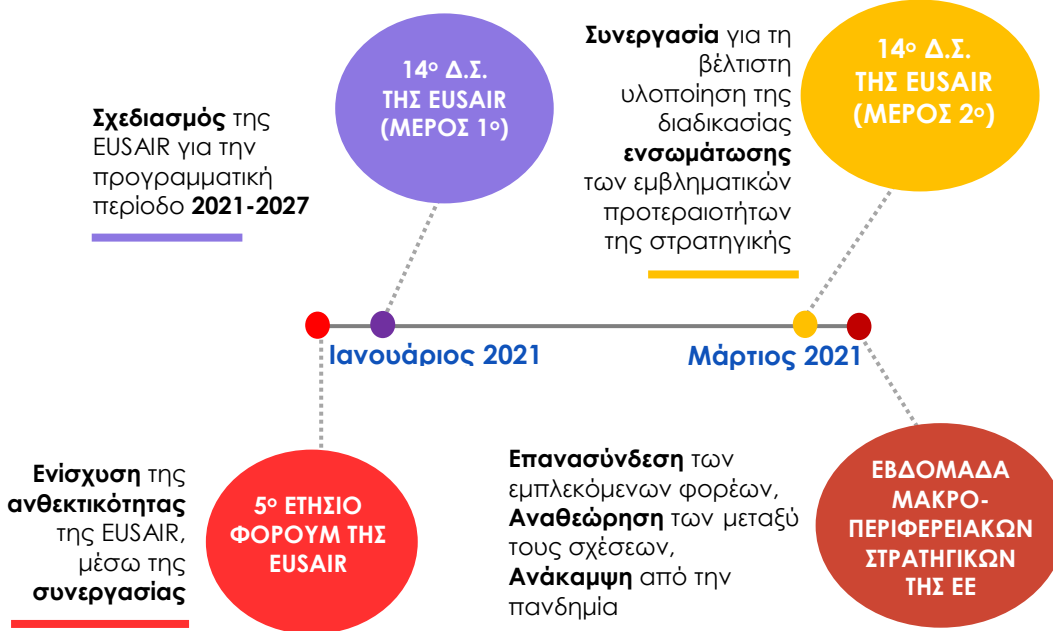 Σχεδιασμός της
EUSAIR για την
προγραμματική
περίοδο 2021-2027
14ο Δ.Σ.
ΤΗΣ EUSAIR
(ΜΕΡΟΣ 1ο)
Συνεργασία για τη
βέλτιστη
υλοποίηση της
διαδικασίας
ενσωμάτωσης
των εμβληματικών
προτεραιοτήτων
της στρατηγικής
14ο Δ.Σ.
ΤΗΣ EUSAIR
(ΜΕΡΟΣ 2ο)
Ιανουάριος 2021
Μάρτιος 2021
Ενίσχυση της
ανθεκτικότητας
της EUSAIR,
μέσω της
συνεργασίας
5ο ΕΤΗΣΙΟ
ΦΟΡΟΥΜ ΤΗΣ
EUSAIR
Επανασύνδεση των
εμπλεκόμενων φορέων,
Αναθεώρηση των μεταξύ
τους σχέσεων,
Ανάκαμψη από την
πανδημία
ΕΒΔΟΜΑΔΑ
ΜΑΚΡΟ-
ΠΕΡΙΦΕΡΕΙΑΚΩΝ
ΣΤΡΑΤΗΓΙΚΩΝ
ΤΗΣ ΕΕ